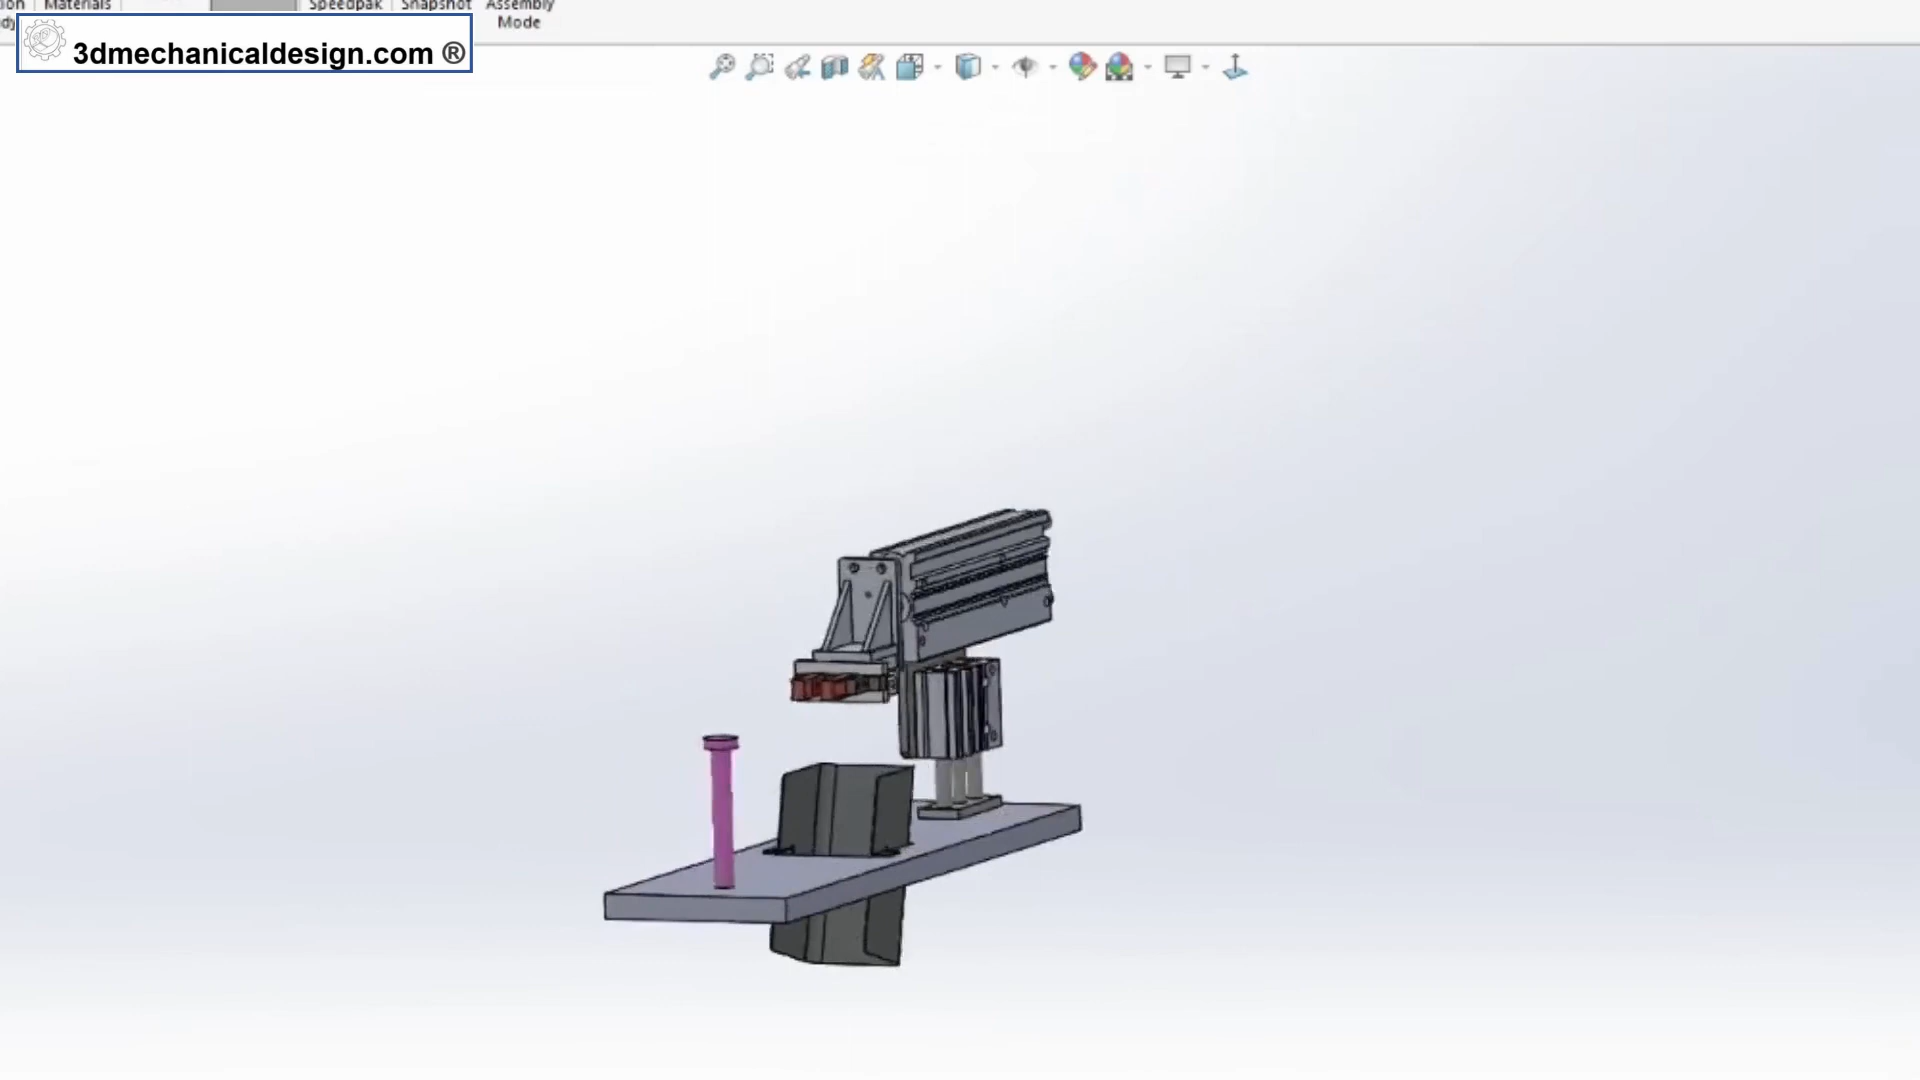 Materials
Speedpak
Snapshot
Assembly
Mode
3dmechanicaldesign.com ®